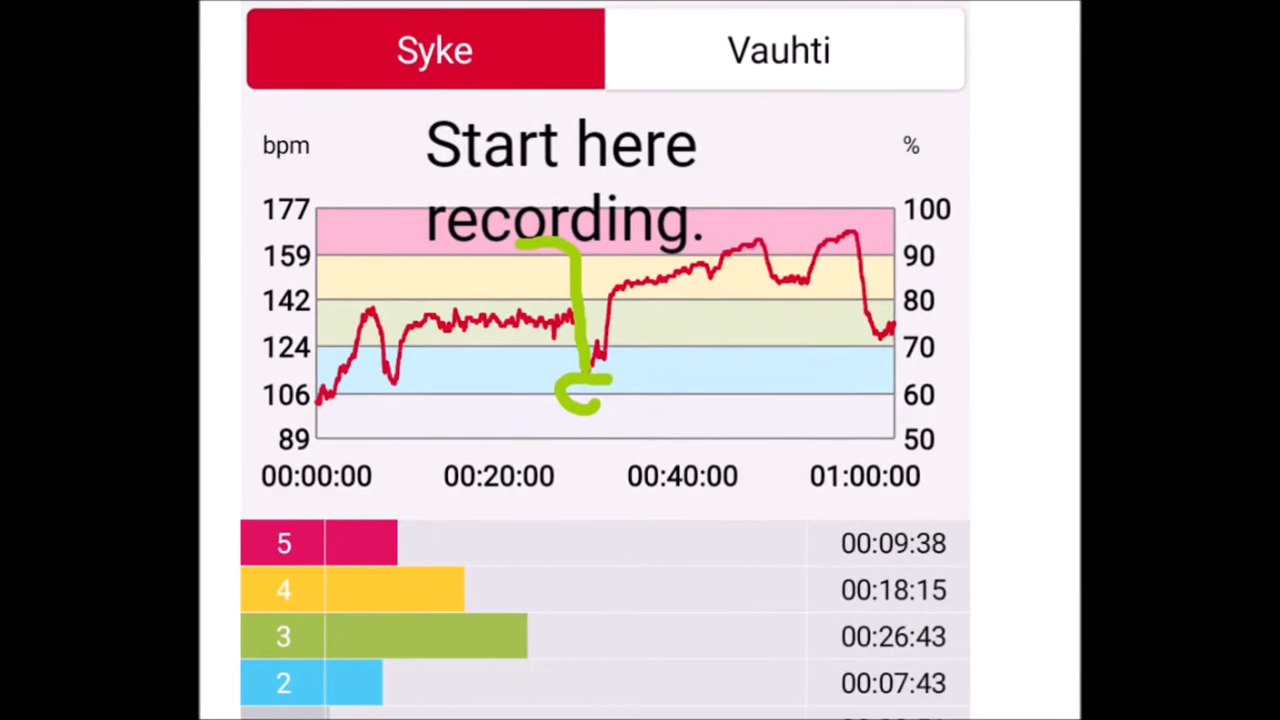 Syke Vauhti
bpm Start here %
recording.
177 100
159 90
142 80
124 70
106 60
89 50
00:00:00 00:20:00 00:40:00 01:00:00
5 00:09:38
4 00:18:15
3 00:26:43
2 00:07:43